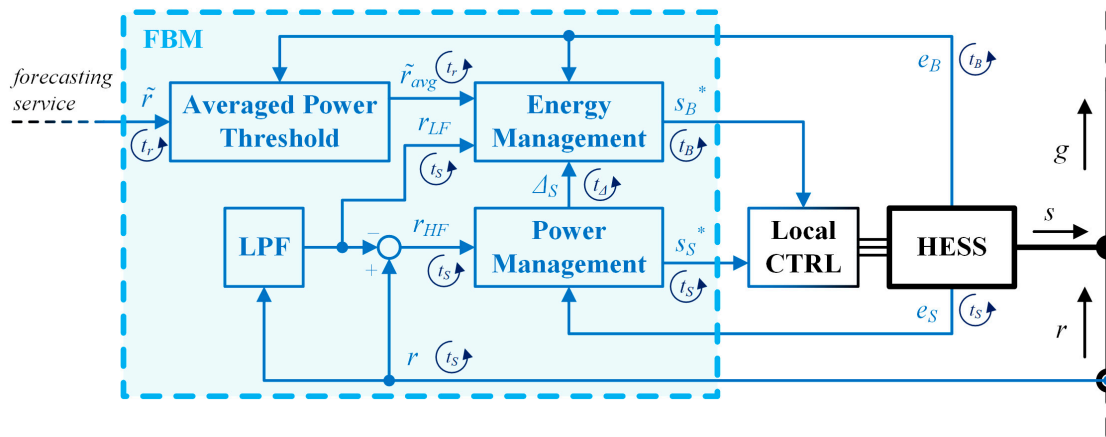 FBM
forecasting
service
r̃
t_r
Averaged Power
Threshold
r̃_avg
t_r
r_LF
t_S
Energy
Management
s_B*
t_B
e_B
t_B
g
Δ_S
t_Δ
LPF
−
+
r_HF
t_S
Power
Management
s_S*
t_S
Local
CTRL
HESS
s
e_S
t_S
r
r
t_S